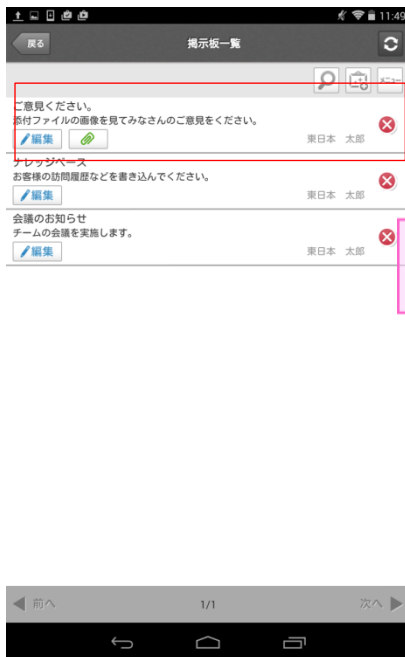 11:49
戻る
掲示板一覧
メニュー
ご意見ください。
添付ファイルの画像を見てみなさんのご意見をください。
編集
東日本 太郎
ナレッジベース
お客様の訪問履歴などを書き込んでください。
編集
東日本 太郎
会議のお知らせ
チームの会議を実施します。
編集
東日本 太郎
前へ
1/1
次へ